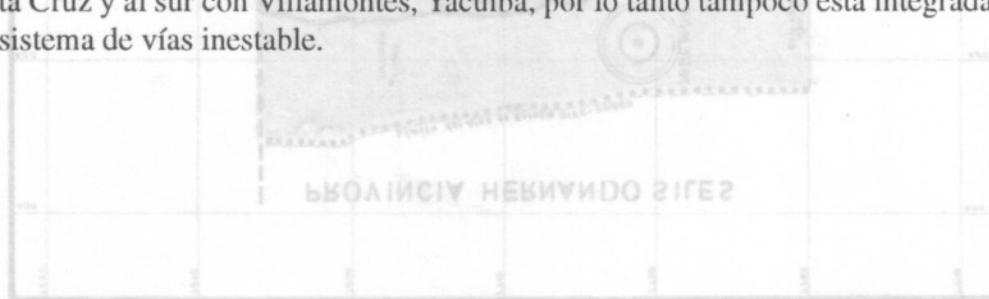 ta Cruz y al sur con Villamontes, Yacuiba, por lo tanto tampoco está integrada
sistema de vías inestable.
PROVINCIA HERNANDO SILES